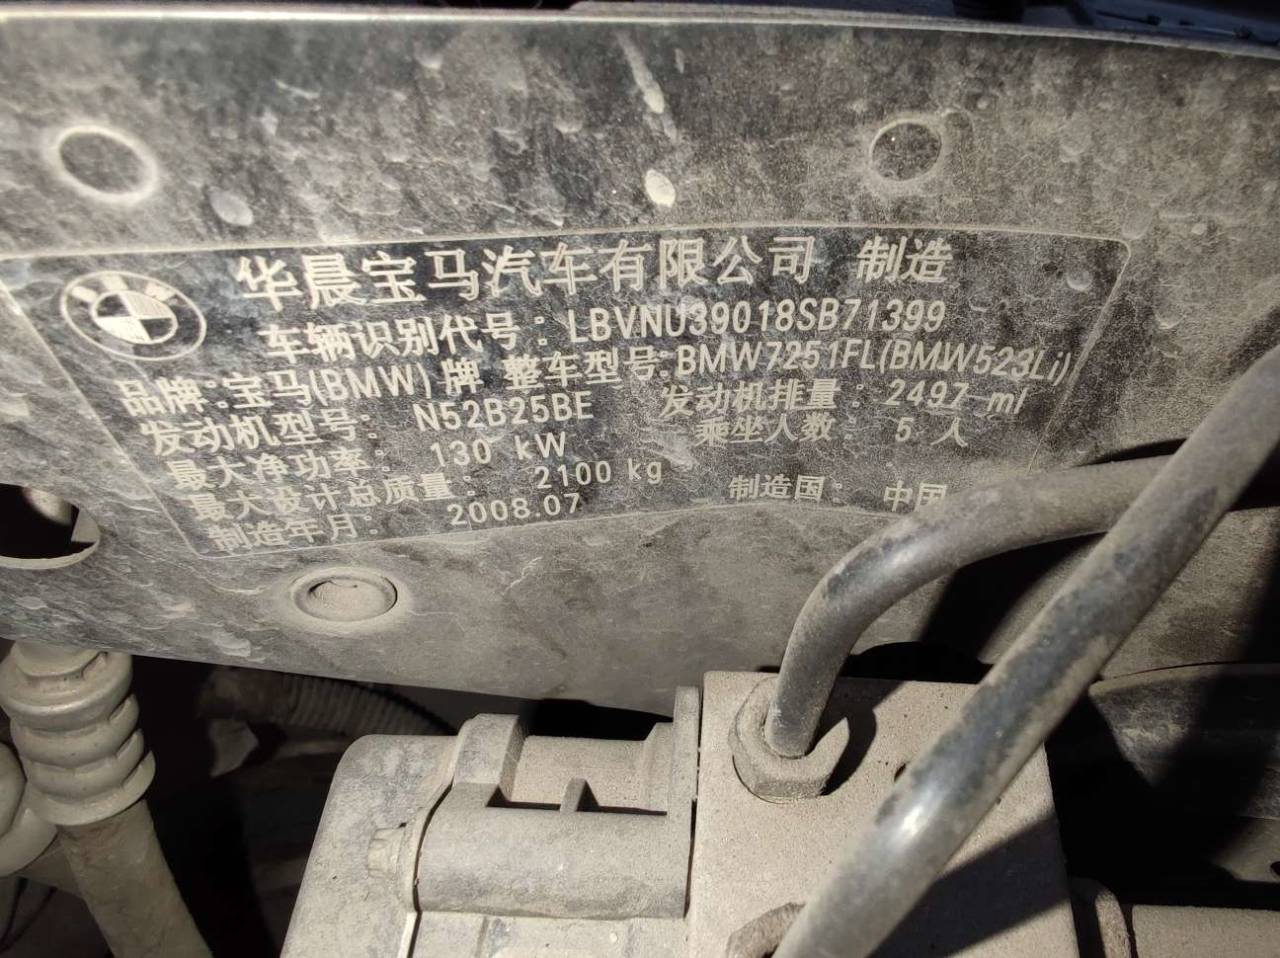 华晨宝马汽车有限公司 制造
车辆识别代号: LBVNU39018SB71399
品牌:宝马(BMW)牌 整车型号:BMW7251FL(BMW523Li)
发动机型号: N52B25BE 发动机排量: 2497 ml
最大净功率: 130 kW 乘坐人数: 5 人
最大设计总质量: 2100 kg
制造年月: 2008.07 制造国: 中国